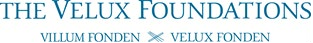 THE VELUX FOUNDATIONS
VILLUM FONDEN VELUX FONDEN